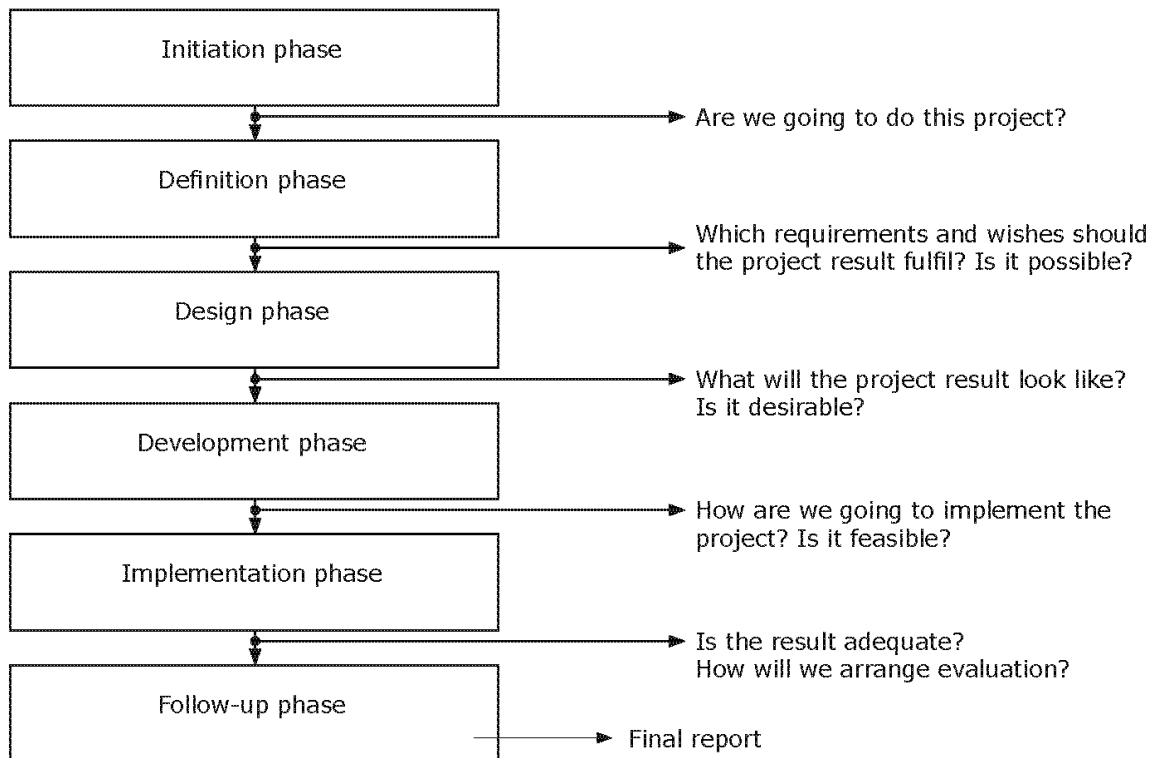 Initiation phase
Are we going to do this project?
Definition phase
Which requirements and wishes should
the project result fulfil? Is it possible?
Design phase
What will the project result look like?
Is it desirable?
Development phase
How are we going to implement the
project? Is it feasible?
Implementation phase
Is the result adequate?
How will we arrange evaluation?
Follow-up phase
Final report